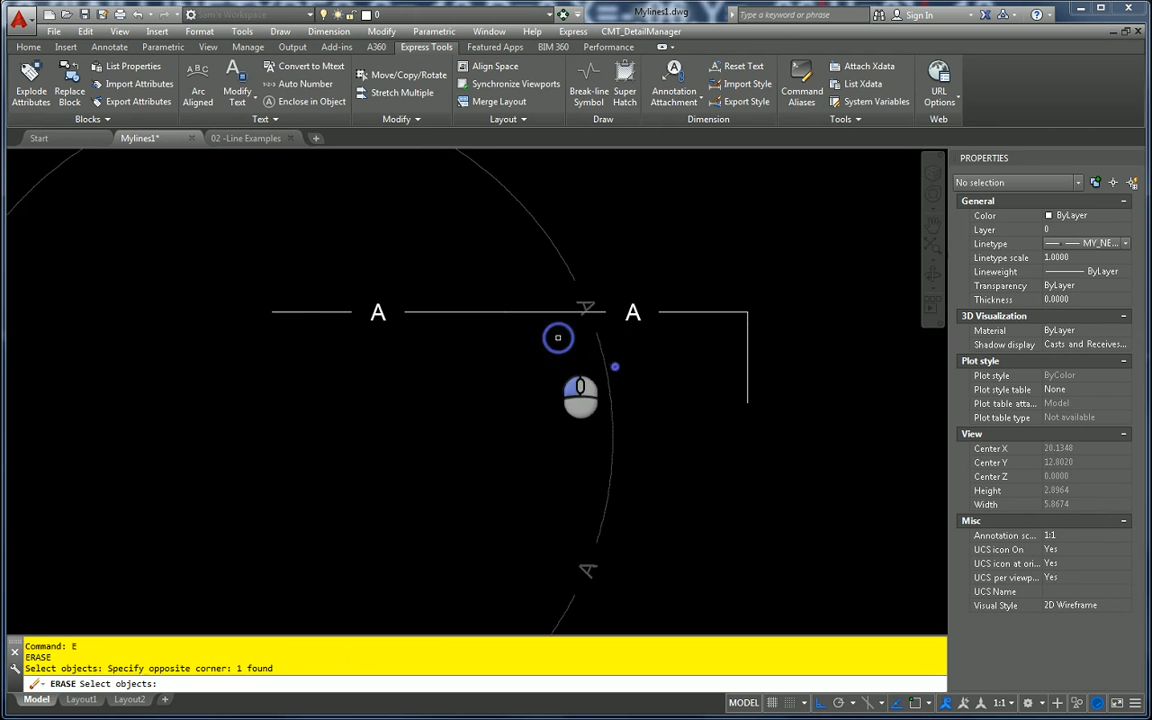 Mylines1.dwg
Type a keyword or phrase
Sign In
0
File Edit View Insert Format Tools Draw Dimension Modify Parametric Window Help Express CMT_DetailManager
Home Insert Annotate Parametric View Manage Output Add-ins A360 Express Tools Featured Apps BIM 360 Performance
Explode Attributes
Replace Block
List Properties
Import Attributes
Export Attributes
Blocks
Arc Aligned
Modify Text
Convert to Mtext
Auto Number
Enclose in Object
Text
Move/Copy/Rotate
Stretch Multiple
Modify
Align Space
Synchronize Viewports
Merge Layout
Layout
Break-line Symbol
Super Hatch
Draw
Annotation Attachment
Reset Text
Import Style
Export Style
Dimension
Command Aliases
Attach Xdata
List Xdata
System Variables
Tools
URL Options
Web
Start Mylines1* 02 -Line Examples
A
A
A
A
0
PROPERTIES
No selection
General
Color ByLayer
Layer 0
Linetype MY_NE...
Linetype scale 1.0000
Lineweight ByLayer
Transparency ByLayer
Thickness 0.0000
3D Visualization
Material ByLayer
Shadow display Casts and Receives...
Plot style
Plot style ByColor
Plot style table None
Plot table atta... Model
Plot table type Not available
View
Center X 20.1348
Center Y 12.8020
Center Z 0.0000
Height 2.8964
Width 5.8674
Misc
Annotation sc... 1:1
UCS icon On Yes
UCS icon at ori... Yes
UCS per viewp... Yes
UCS Name
Visual Style 2D Wireframe
Command: E
ERASE
Select objects: Specify opposite corner: 1 found
ERASE Select objects:
Model Layout1 Layout2
MODEL 1:1